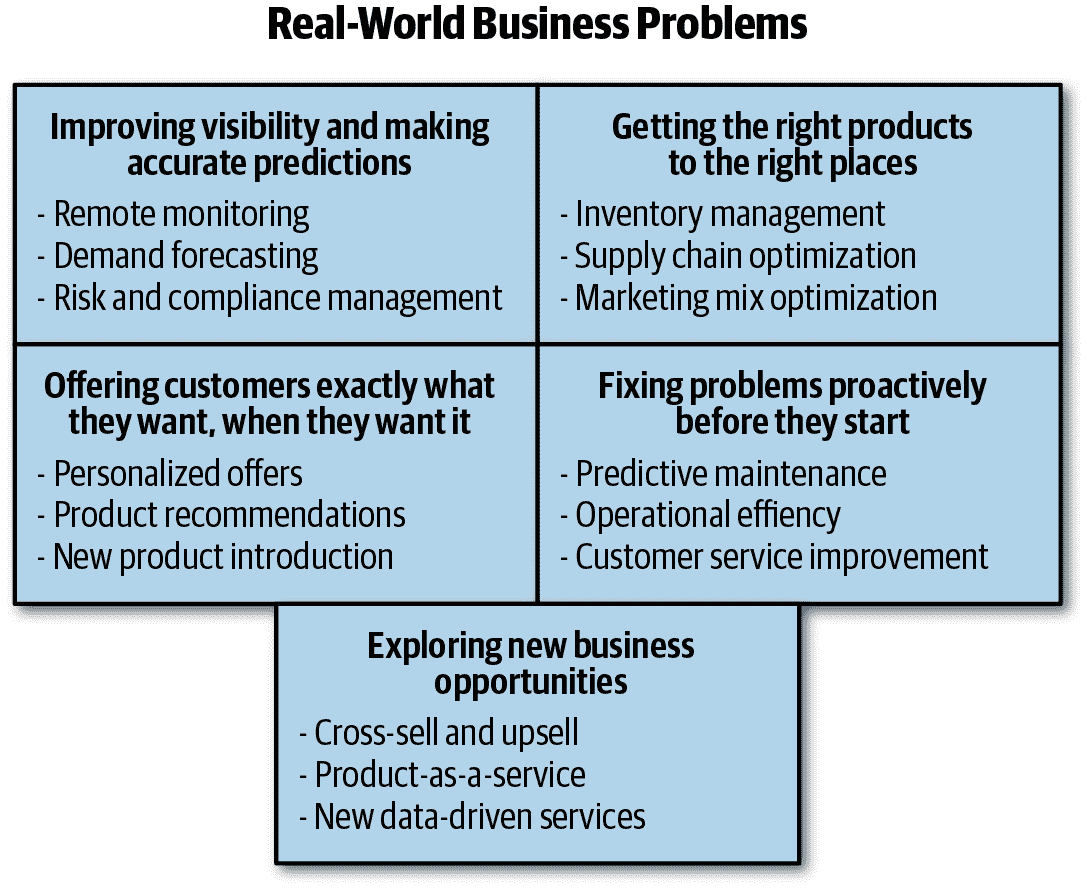 Real-World Business Problems
Improving visibility and making
accurate predictions
- Remote monitoring
- Demand forecasting
- Risk and compliance management
Getting the right products
to the right places
- Inventory management
- Supply chain optimization
- Marketing mix optimization
Offering customers exactly what
they want, when they want it
- Personalized offers
- Product recommendations
- New product introduction
Fixing problems proactively
before they start
- Predictive maintenance
- Operational effiency
- Customer service improvement
Exploring new business
opportunities
- Cross-sell and upsell
- Product-as-a-service
- New data-driven services